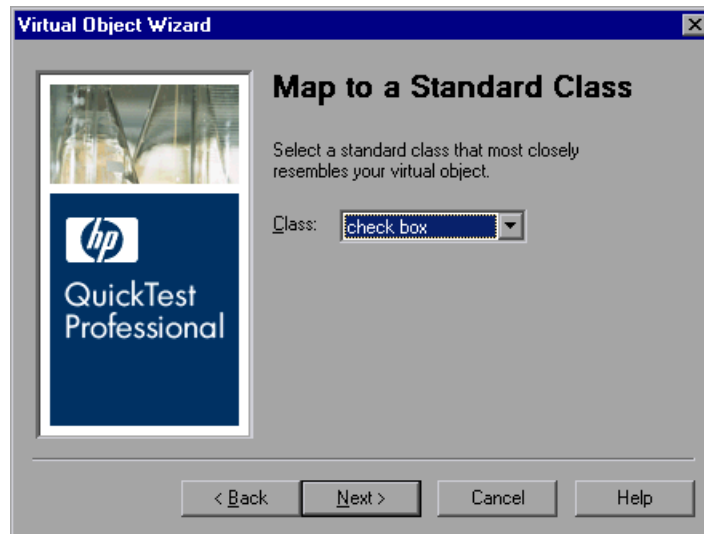 Virtual Object Wizard
Map to a Standard Class
Select a standard class that most closely
resembles your virtual object.
Class:
check box
hp
QuickTest
Professional
< Back
Next >
Cancel
Help